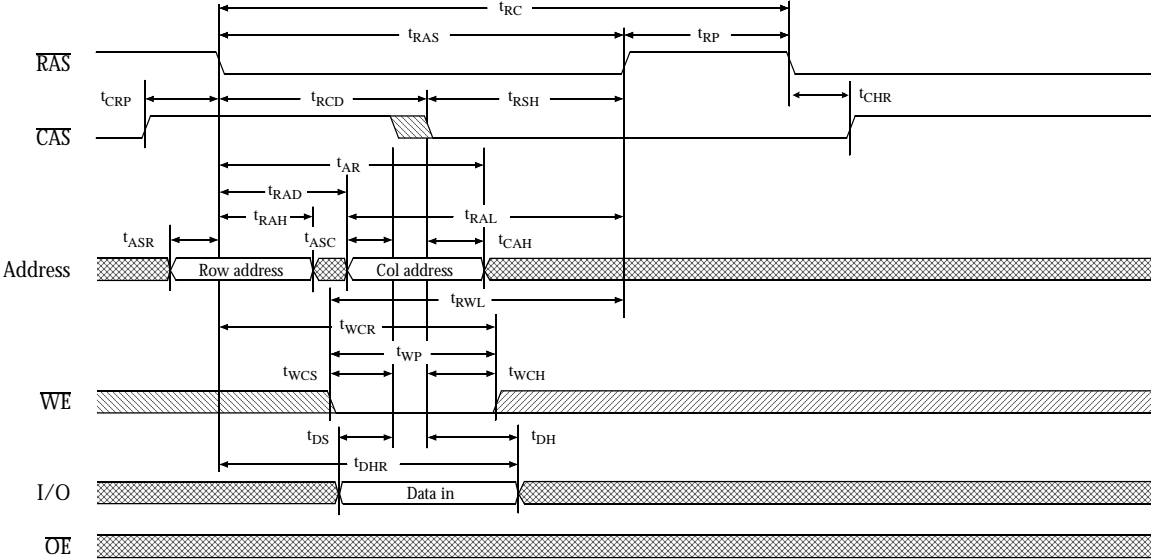 tRC
tRAS tRP
RAS
tCRP tRCD tRSH tCHR
CAS
tAR
tRAD
tRAH tRAL
tASR tASC tCAH
Address Row address Col address
tRWL
tWCR
tWP
tWCS tWCH
WE
tDS tDH
tDHR
I/O Data in
OE